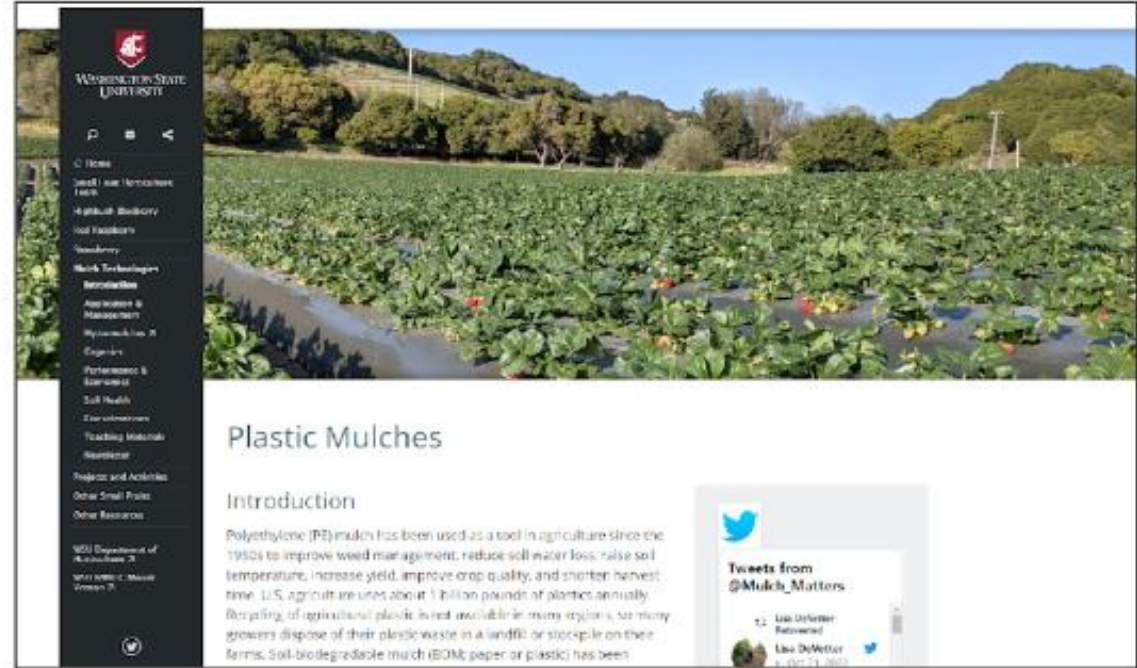 WASHINGTON STATE
UNIVERSITY
Home
Small Fruit Horticulture
Team
Highbush Blueberry
Red Raspberry
Strawberry
Mulch Technologies
Introduction
Application &
Management
Hydromulches
Organics
Performance &
Economics
Soil Health
Teaching Materials
Newsletter
Projects and Activities
Other Small Fruits
Other Resources
WSU Department of
Horticulture
Plastic Mulches
Introduction
Polyethylene (PE) mulch has been used as a tool in agriculture since the
1950s to improve weed management, reduce soil water loss, raise soil
temperature, increase yield, improve crop quality, and shorten harvest
time. U.S. agriculture uses about 1 billion pounds of plastics annually.
Recycling of agricultural plastic is not available in many regions, so many
growers dispose of their plastic waste in a landfill or stockpile on their
farms. Soil-biodegradable mulch (BDM; paper or plastic) has been
Tweets from
@Mulch_Matters
Lisa DeVetter
Retweeted
Lisa DeVetter